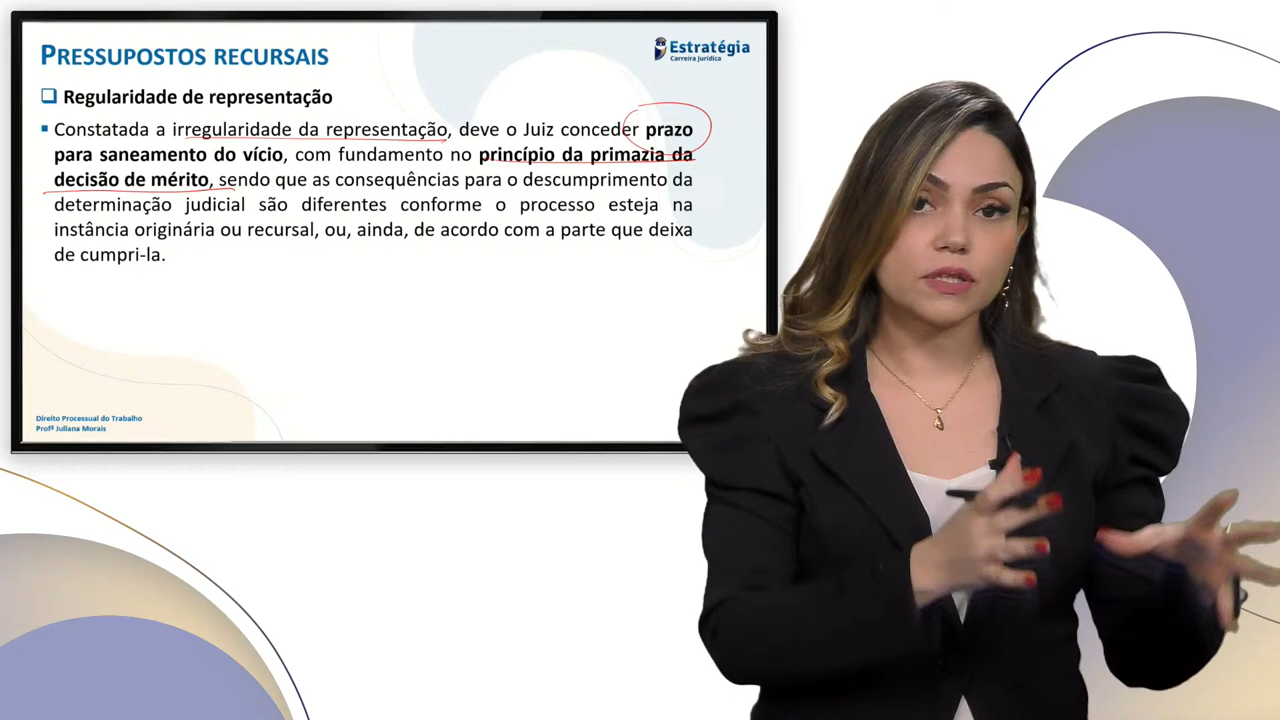 PRESSUPOSTOS RECURSAIS
Estratégia
Carreira Jurídica
Regularidade de representação
Constatada a irregularidade da representação, deve o Juiz conceder prazo
para saneamento do vício, com fundamento no princípio da primazia da
decisão de mérito, sendo que as consequências para o descumprimento da
determinação judicial são diferentes conforme o processo esteja na
instância originária ou recursal, ou, ainda, de acordo com a parte que deixa
de cumpri-la.
Direito Processual do Trabalho
Profª Juliana Morais